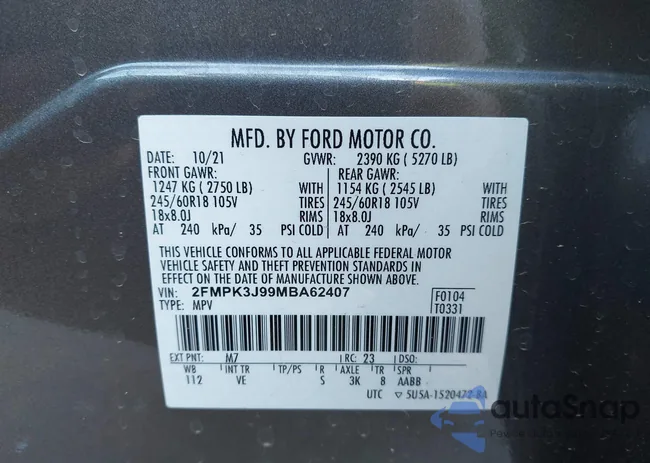 MFD. BY FORD MOTOR CO.
DATE: 10/21 GVWR: 2390 KG ( 5270 LB)
FRONT GAWR: REAR GAWR:
1247 KG ( 2750 LB) WITH 1154 KG ( 2545 LB) WITH
245/60R18 105V TIRES 245/60R18 105V TIRES
18x8.0J RIMS 18x8.0J RIMS
AT 240 kPa/ 35 PSI COLD AT 240 kPa/ 35 PSI COLD
THIS VEHICLE CONFORMS TO ALL APPLICABLE FEDERAL MOTOR
VEHICLE SAFETY AND THEFT PREVENTION STANDARDS IN
EFFECT ON THE DATE OF MANUFACTURE SHOWN ABOVE.
VIN: 2FMPK3J99MBA62407 F0104
TYPE: MPV T0331
EXT PNT: M7 RC: 23 DSO:
WB INT TR TP/PS R AXLE TR SPR
112 VE S 3K 8 AABB
UTC ▽ 5U5A-1520472-BA
autoSnap